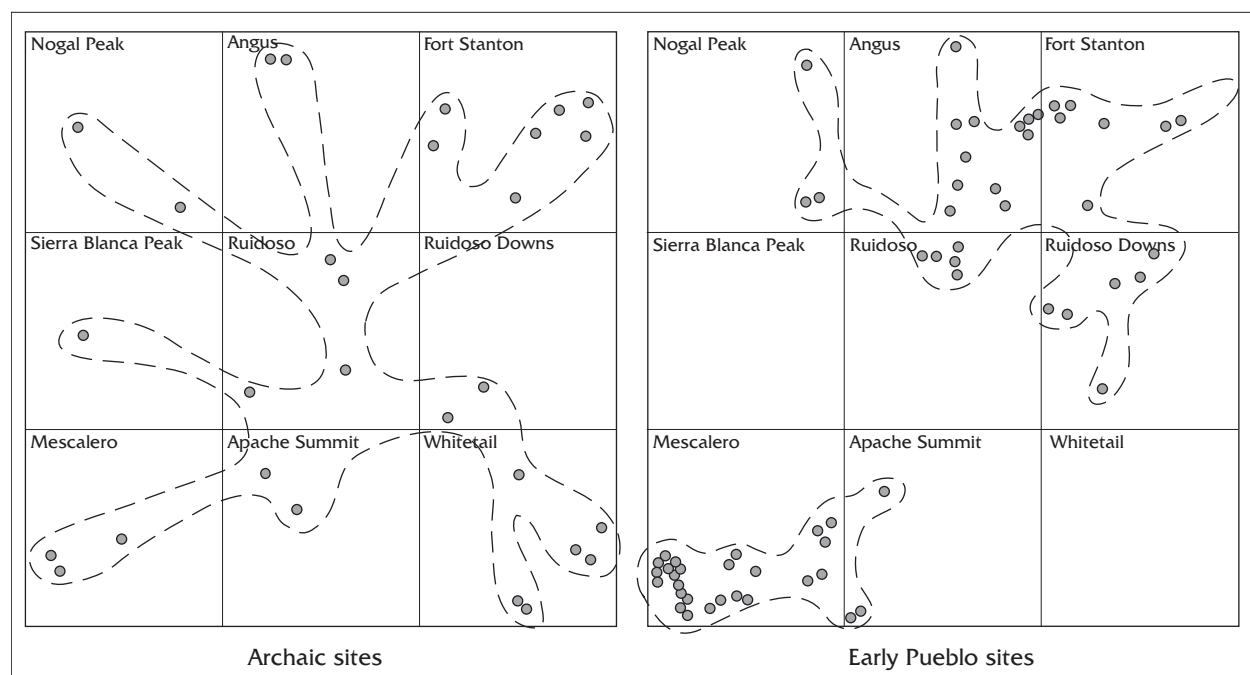 Nogal Peak
Angus
Fort Stanton
Sierra Blanca Peak
Ruidoso
Ruidoso Downs
Mescalero
Apache Summit
Whitetail
Archaic sites
Nogal Peak
Angus
Fort Stanton
Sierra Blanca Peak
Ruidoso
Ruidoso Downs
Mescalero
Apache Summit
Whitetail
Early Pueblo sites